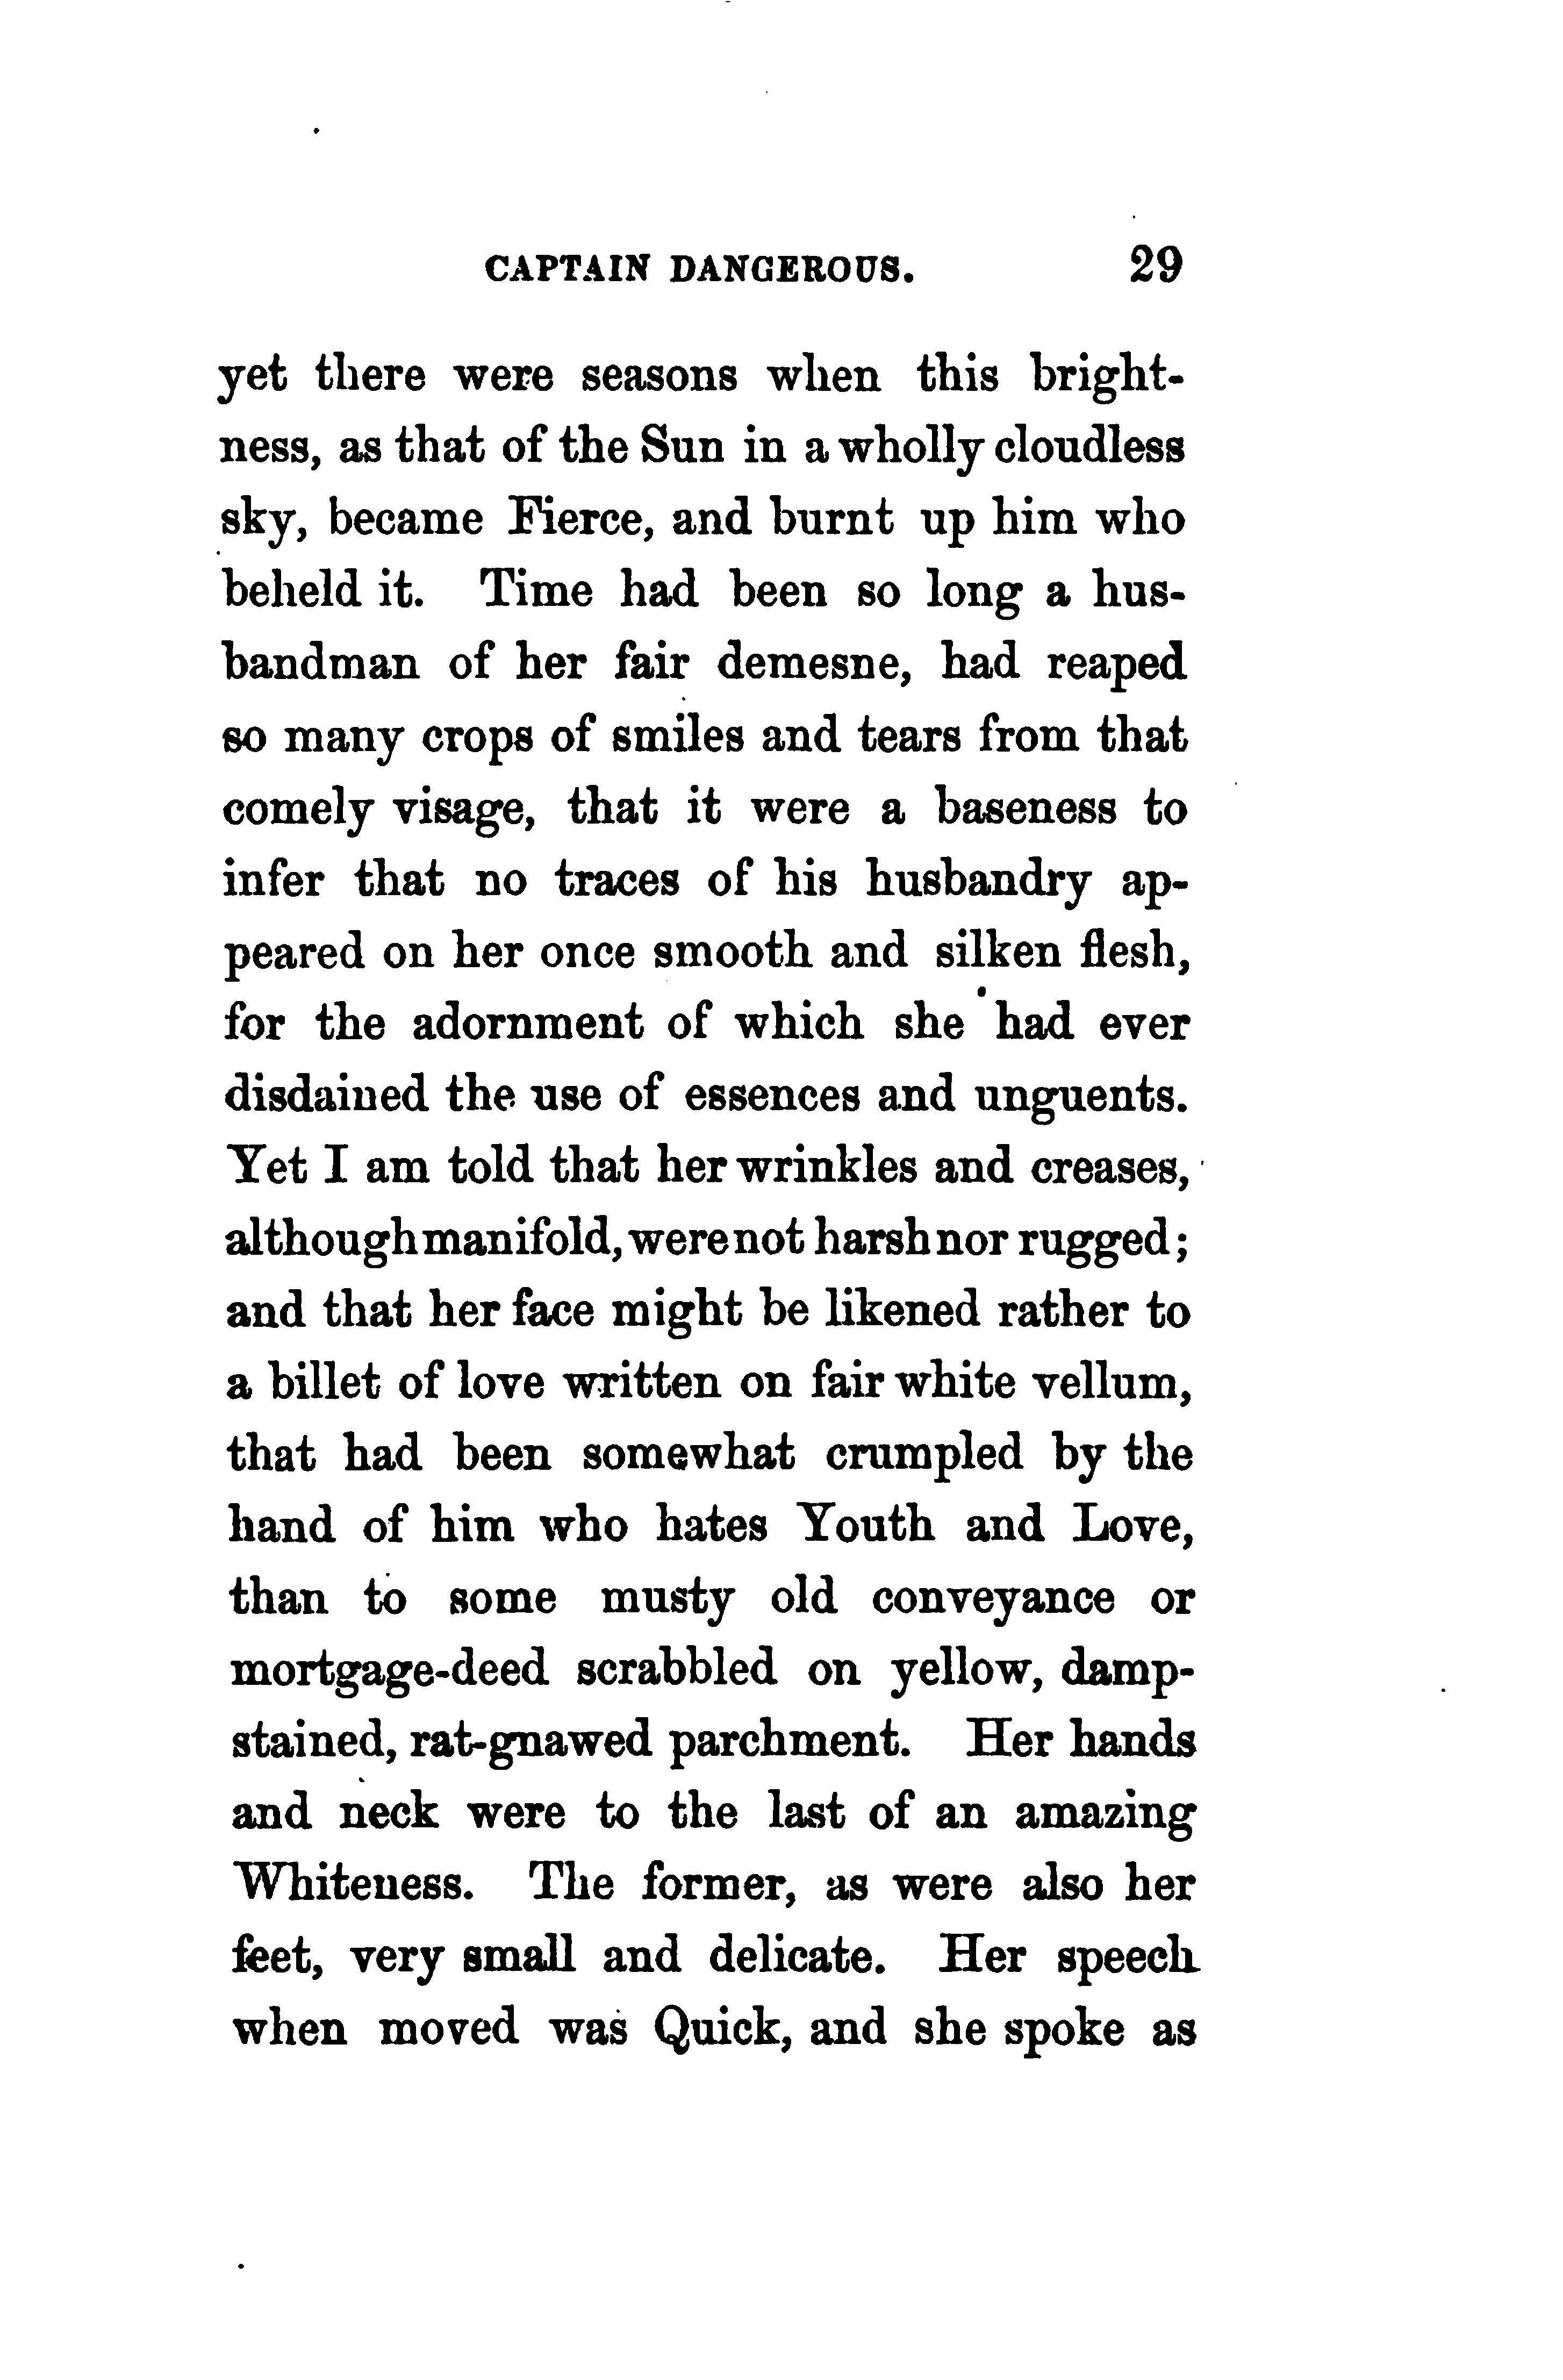 CAPTAIN DANGEROUS. 29
yet there were seasons when this bright-
ness, as that of the Sun in a wholly cloudless
sky, became Fierce, and burnt up him who
beheld it. Time had been so long a hus-
bandman of her fair demesne, had reaped
so many crops of smiles and tears from that
comely visage, that it were a baseness to
infer that no traces of his husbandry ap-
peared on her once smooth and silken flesh,
for the adornment of which she had ever
disdained the use of essences and unguents.
Yet I am told that her wrinkles and creases,
although manifold, were not harsh nor rugged;
and that her face might be likened rather to
a billet of love written on fair white vellum,
that had been somewhat crumpled by the
hand of him who hates Youth and Love,
than to some musty old conveyance or
mortgage-deed scrabbled on yellow, damp-
stained, rat-gnawed parchment. Her hands
and neck were to the last of an amazing
Whiteness. The former, as were also her
feet, very small and delicate. Her speech
when moved was Quick, and she spoke as